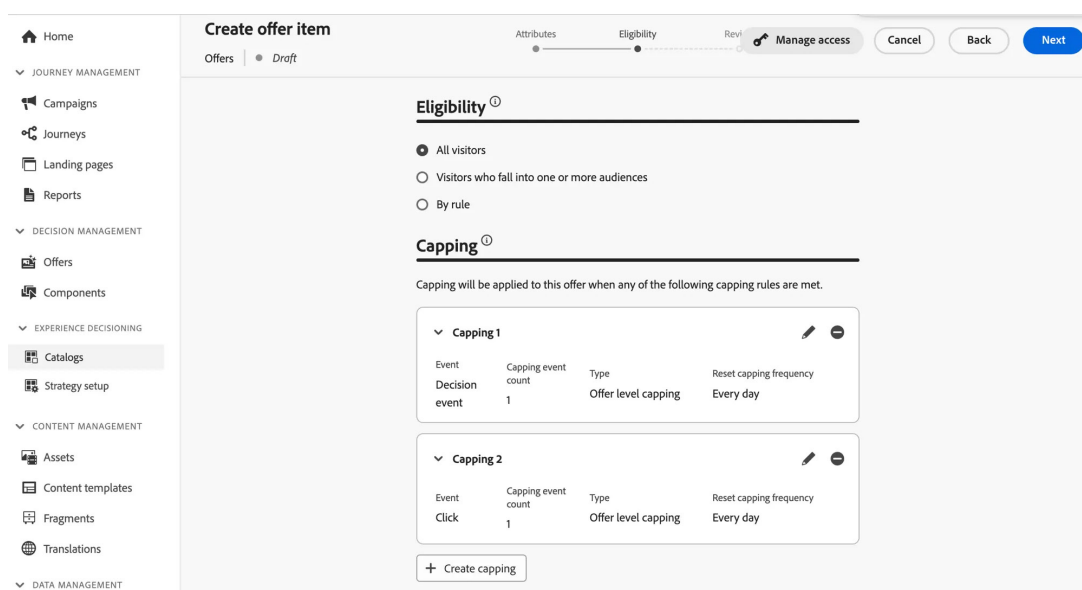 Home
JOURNEY MANAGEMENT
Campaigns
Journeys
Landing pages
Reports
DECISION MANAGEMENT
Offers
Components
EXPERIENCE DECISIONING
Catalogs
Strategy setup
CONTENT MANAGEMENT
Assets
Content templates
Fragments
Translations
DATA MANAGEMENT
Create offer item
Offers Draft
Attributes Eligibility
Manage access Cancel Back Next
Eligibility
All visitors
Visitors who fall into one or more audiences
By rule
Capping
Capping will be applied to this offer when any of the following capping rules are met.
Capping 1
Event
Decision
event
Capping event
count
1
Type
Offer level capping
Reset capping frequency
Every day
Capping 2
Event
Click
Capping event
count
1
Type
Offer level capping
Reset capping frequency
Every day
+ Create capping